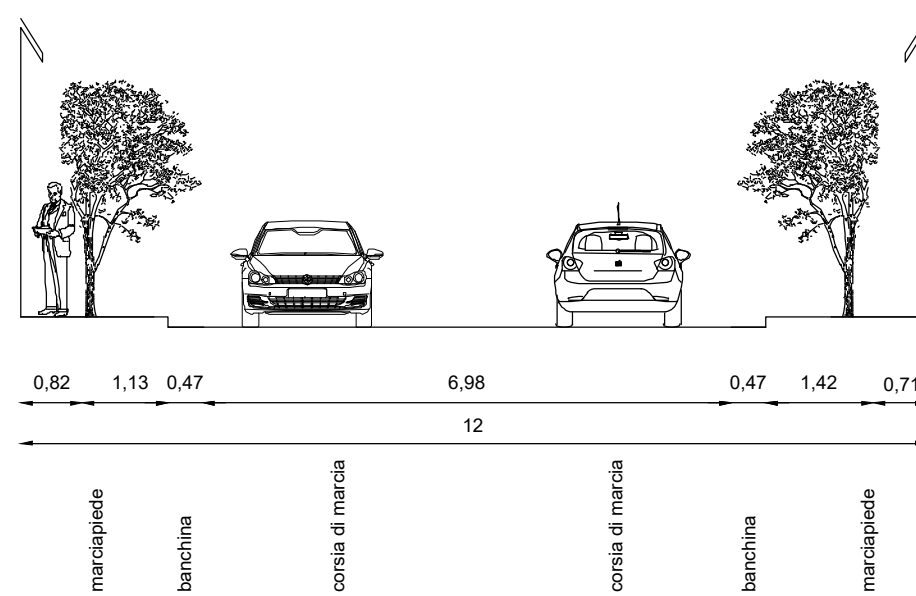 0,82 1,13 0,47 6,98 0,47 1,42 0,71
12
marciapiede
banchina
corsia di marcia
corsia di marcia
banchina
marciapiede